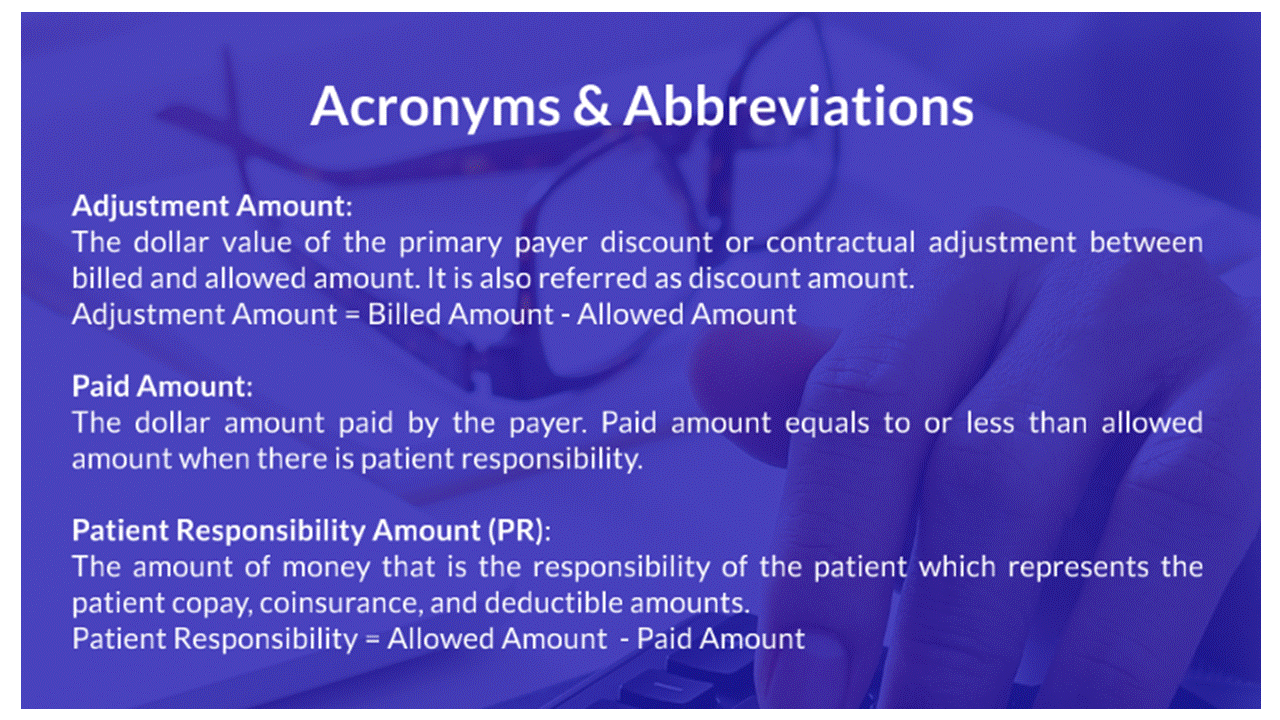 Acronyms & Abbreviations
Adjustment Amount:
The dollar value of the primary payer discount or contractual adjustment between
billed and allowed amount. It is also referred as discount amount.
Adjustment Amount = Billed Amount - Allowed Amount
Paid Amount:
The dollar amount paid by the payer. Paid amount equals to or less than allowed
amount when there is patient responsibility.
Patient Responsibility Amount (PR):
The amount of money that is the responsibility of the patient which represents the
patient copay, coinsurance, and deductible amounts.
Patient Responsibility = Allowed Amount - Paid Amount